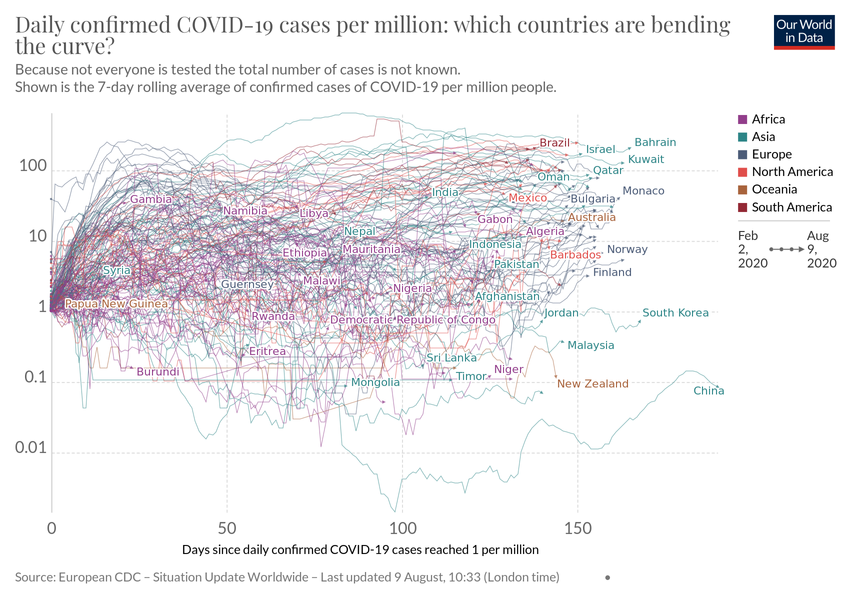 Daily confirmed COVID-19 cases per million: which countries are bending
the curve?
Our World
in Data
Because not everyone is tested the total number of cases is not known.
Shown is the 7-day rolling average of confirmed cases of COVID-19 per million people.
Africa
Asia
Europe
North America
Oceania
South America
Feb
2,
2020
Aug
9,
2020
100
10
1
0.1
0.01
Brazil
Israel
Bahrain
Kuwait
Qatar
Oman
India
Mexico
Monaco
Bulgaria
Gambia
Namibia
Libya
Gabon
Australia
Nepal
Algeria
Indonesia
Ethiopia
Mauritania
Barbados
Norway
Syria
Pakistan
Finland
Guernsey
Malawi
Nigeria
Afghanistan
Papua New Guinea
Rwanda
Democratic Republic of Congo
Jordan
South Korea
Eritrea
Sri Lanka
Malaysia
Burundi
Mongolia
Timor
Niger
New Zealand
China
0
50
100
150
Days since daily confirmed COVID-19 cases reached 1 per million
Source: European CDC – Situation Update Worldwide – Last updated 9 August, 10:33 (London time)